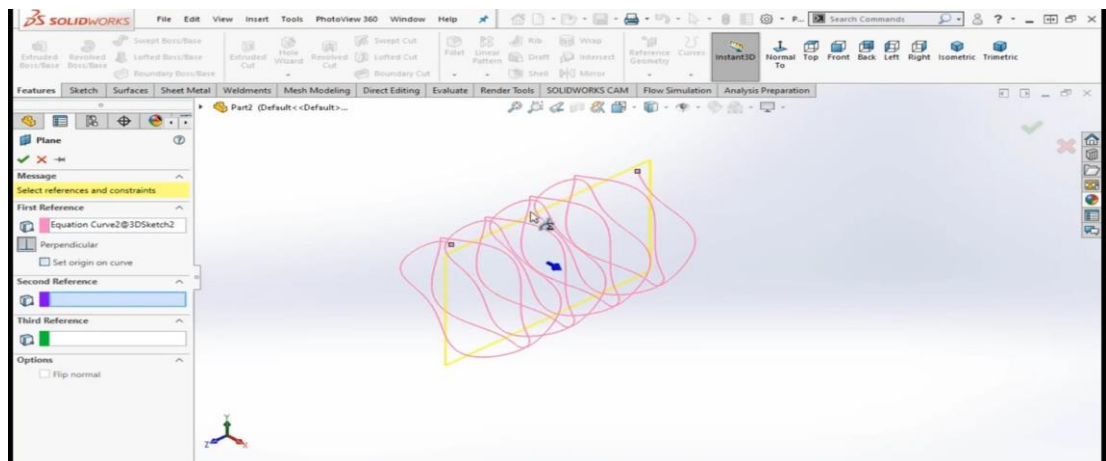 SOLIDWORKS File Edit View Insert Tools PhotoView 360 Window Help P... Search Commands ?
Extruded Boss/Base
Revolved Boss/Base
Swept Boss/Base
Lofted Boss/Base
Boundary Boss/Base
Extruded Cut
Hole Wizard
Revolved Cut
Swept Cut
Lofted Cut
Boundary Cut
Fillet
Linear Pattern
Rib
Draft
Shell
Wrap
Intersect
Mirror
Reference Geometry
Curves
Instant3D
Normal To
Top Front Back Left Right Isometric Trimetric
Features Sketch Surfaces Sheet Metal Weldments Mesh Modeling Direct Editing Evaluate Render Tools SOLIDWORKS CAM Flow Simulation Analysis Preparation
Part2 (Default<<Default>...
Plane
Message
Select references and constraints
First Reference
Equation Curve2@3DSketch2
Perpendicular
Set origin on curve
Second Reference
Third Reference
Options
Flip normal
Y
Z
X